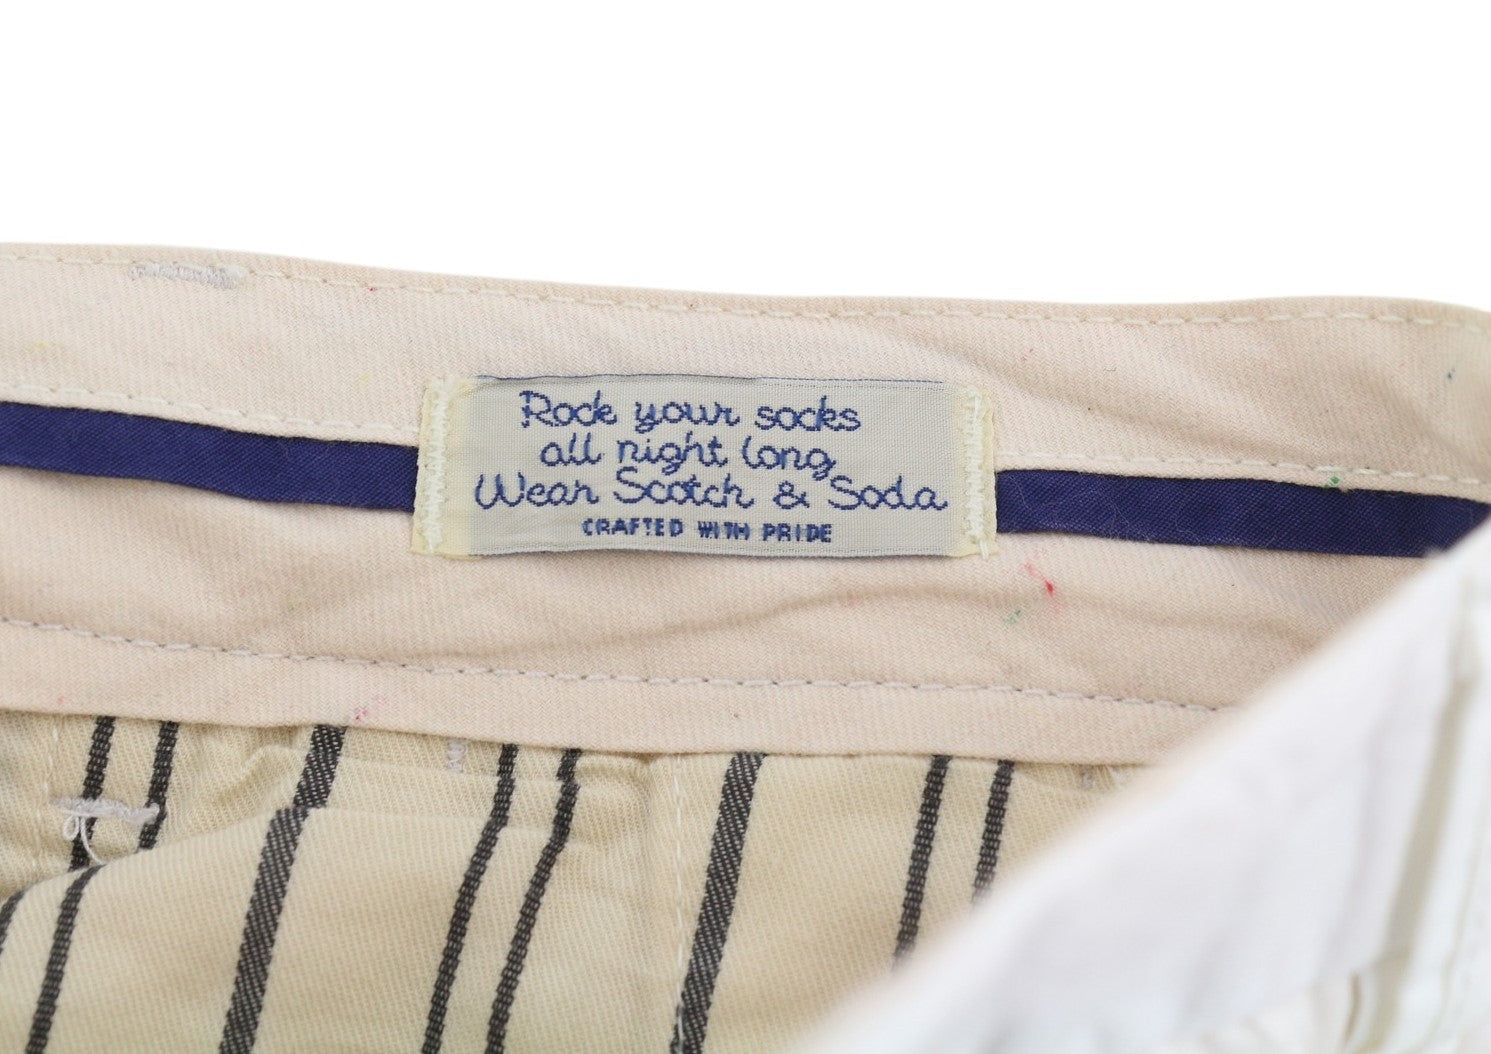 Rock your socks
all night long
Wear Scotch & Soda
CRAFTED WITH PRIDE